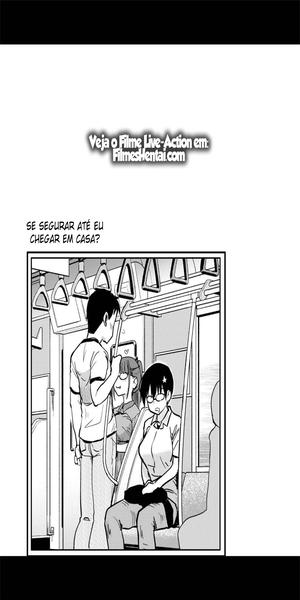 Veja o Filme Live-Action em:
FilmesHentai.com
SE SEGURAR ATÉ EU
CHEGAR EM CASA?